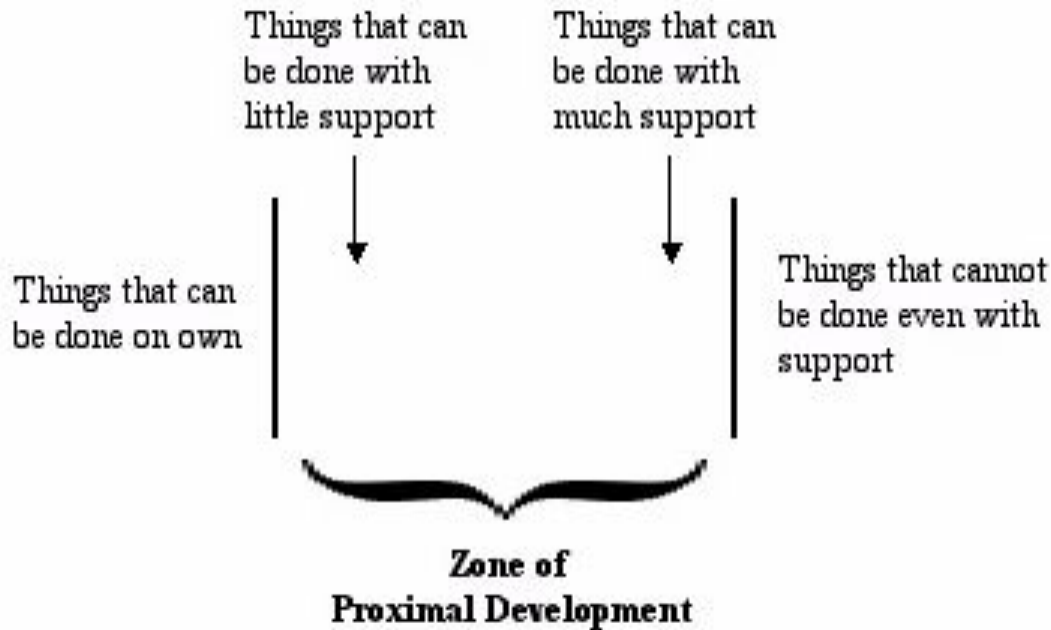 Things that can
be done with
little support
Things that can
be done with
much support
Things that can
be done on own
Things that cannot
be done even with
support
Zone of
Proximal Development